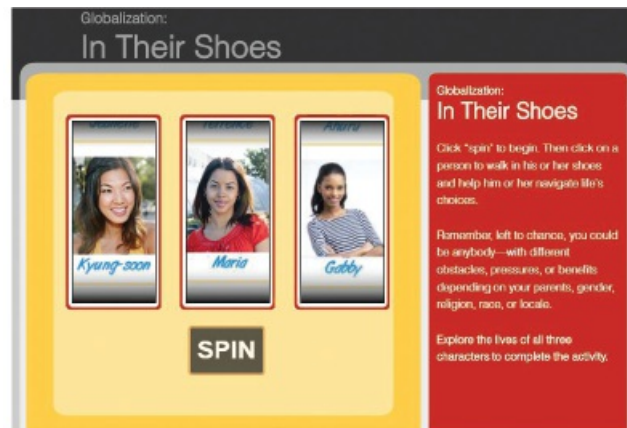 Globalization:
In Their Shoes
Terrence
Kyung-soon
Maria
Gabby
SPIN
Globalization:
In Their Shoes
Click "spin" to begin. Then click on a
person to walk in his or her shoes
and help him or her navigate life's
choices.
Remember, left to chance, you could
be anybody—with different
obstacles, pressures, or benefits
depending on your parents, gender,
religion, race, or locale.
Explore the lives of all three
characters to complete the activity.